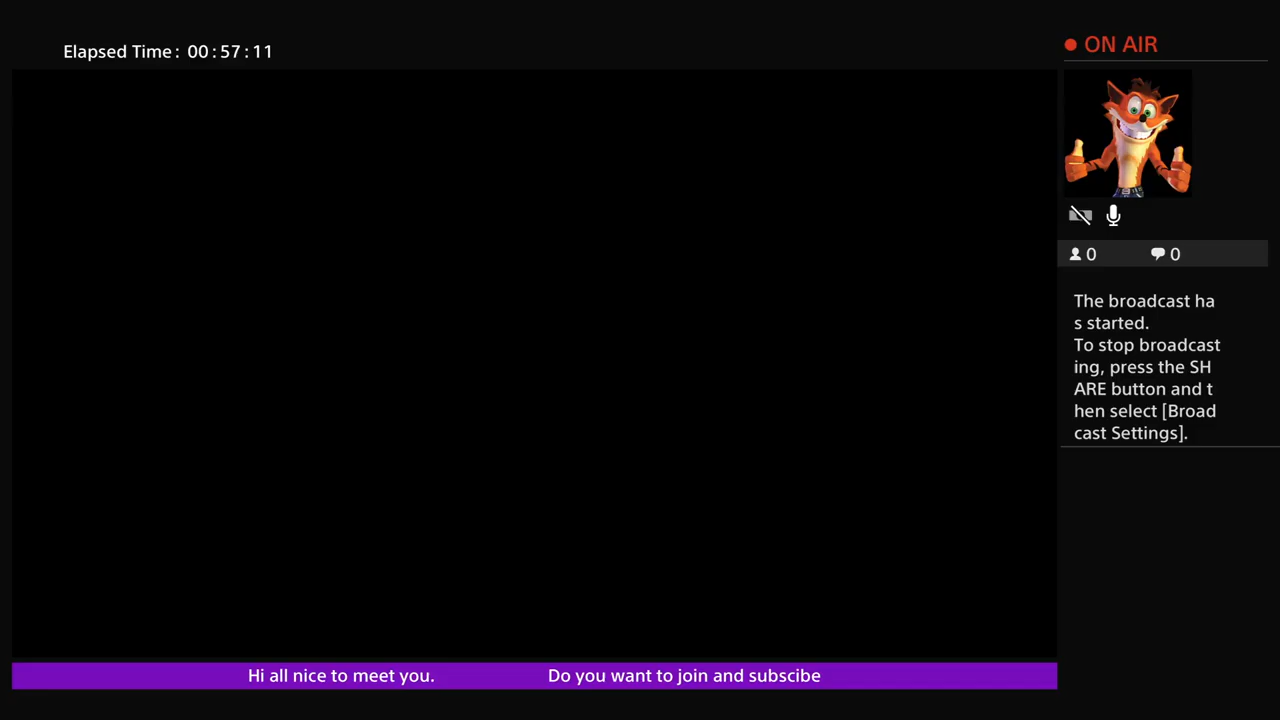 Elapsed Time: 00:57:11
ON AIR
0 0
The broadcast ha
s started.
To stop broadcast
ing, press the SH
ARE button and t
hen select [Broad
cast Settings].
Hi all nice to meet you. Do you want to join and subscibe